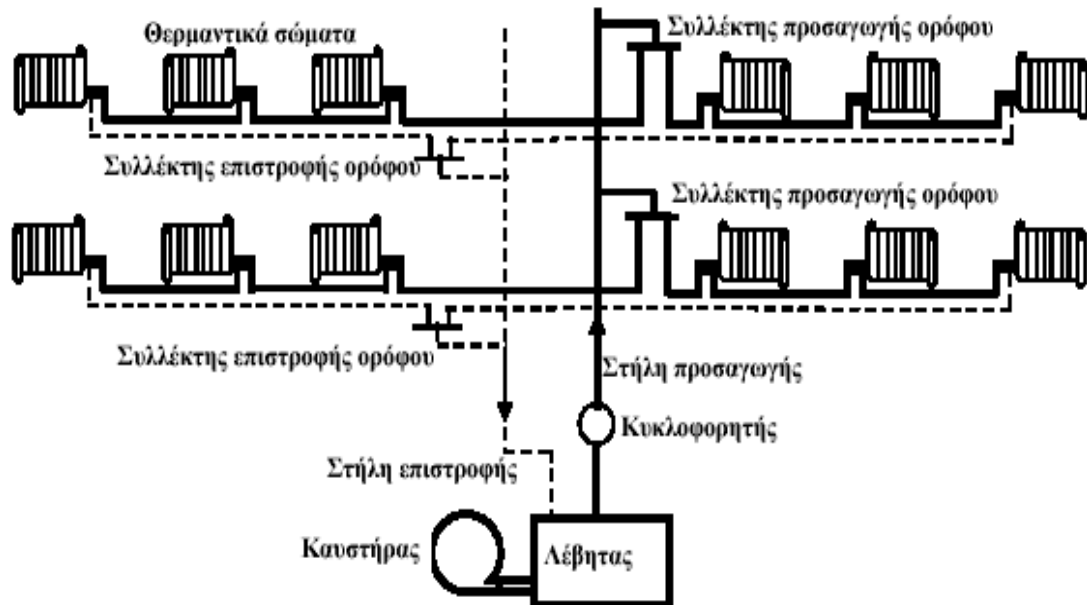 Θερμαντικά σώματα
Συλλέκτης προσαγωγής ορόφου
Συλλέκτης επιστροφής ορόφου
Συλλέκτης προσαγωγής ορόφου
Συλλέκτης επιστροφής ορόφου
Στήλη προσαγωγής
Κυκλοφορητής
Στήλη επιστροφής
Καυστήρας
Λέβητας